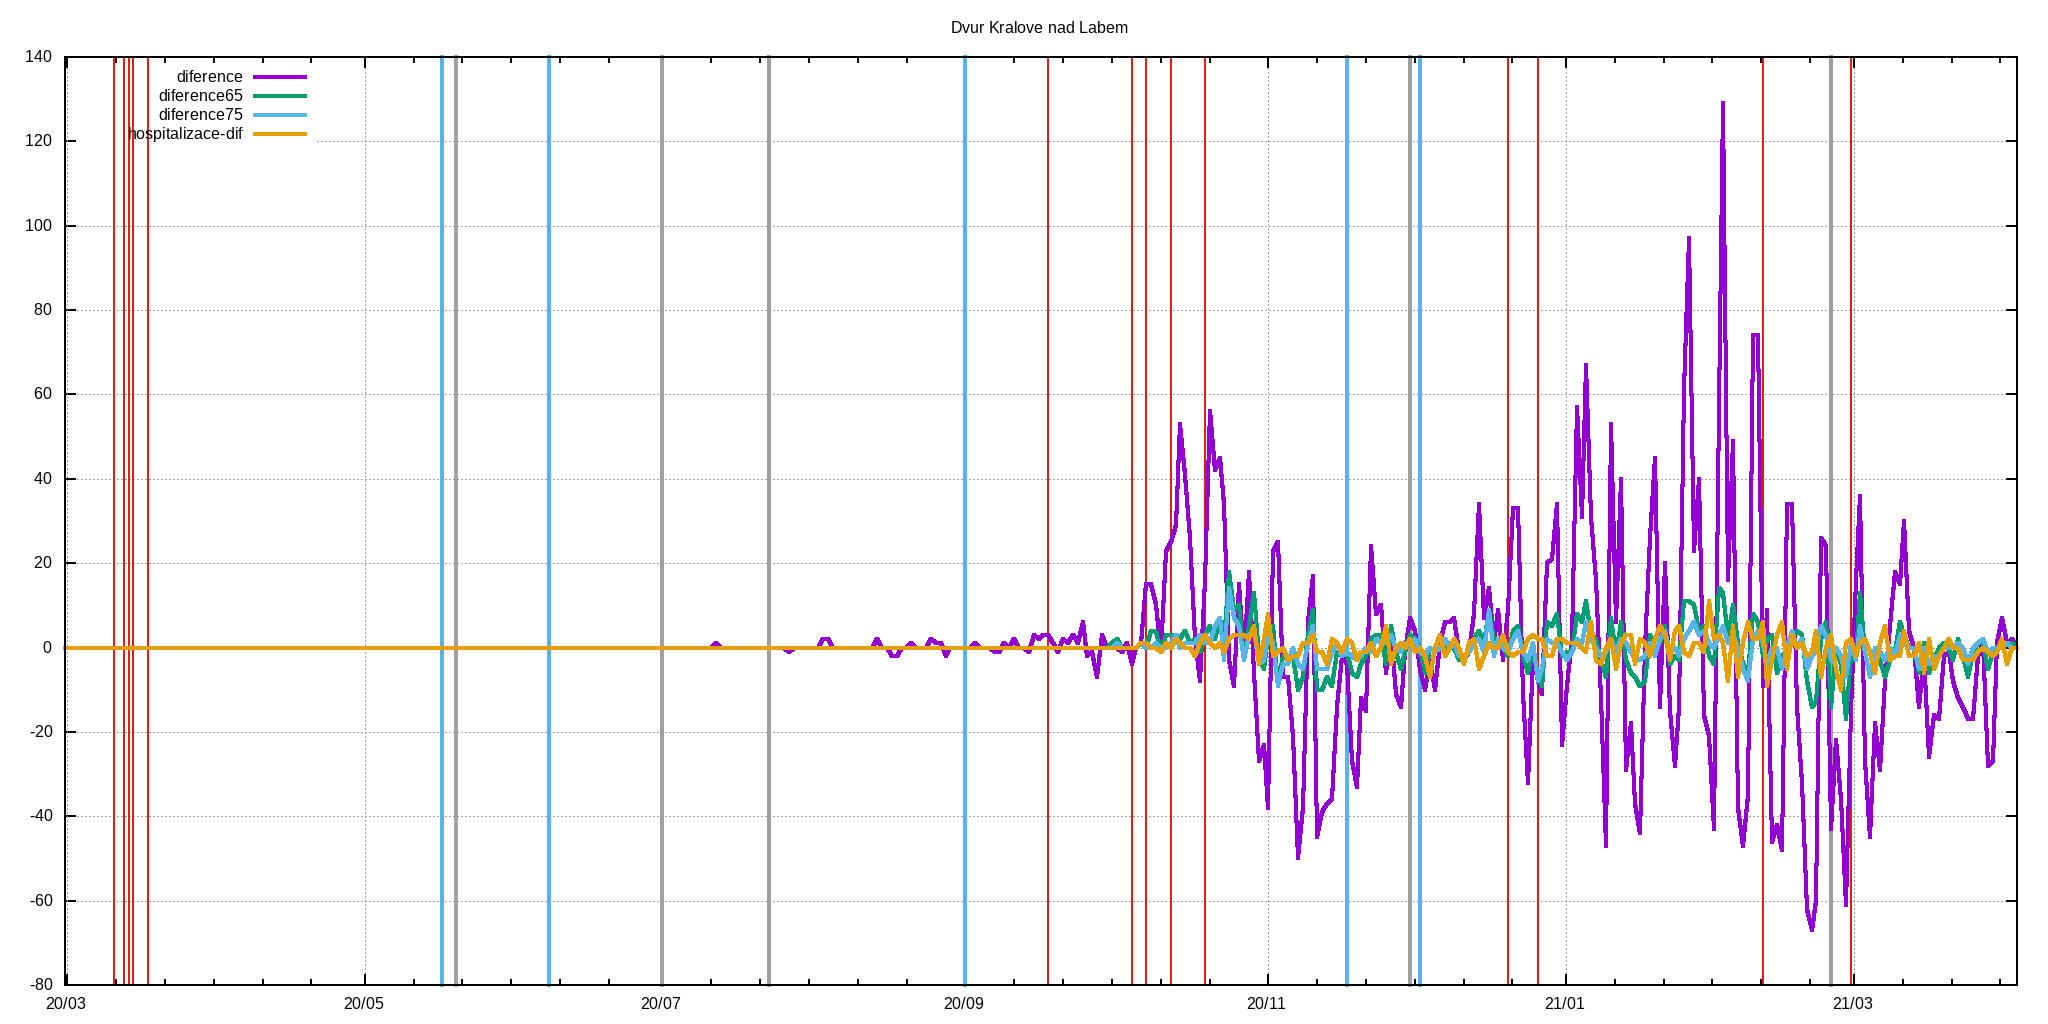 Dvur Kralove nad Labem
140
120
100
80
60
40
20
0
-20
-40
-60
-80
diference
diference65
diference75
hospitalizace-dif
20/03 20/05 20/07 20/09 20/11 21/01 21/03